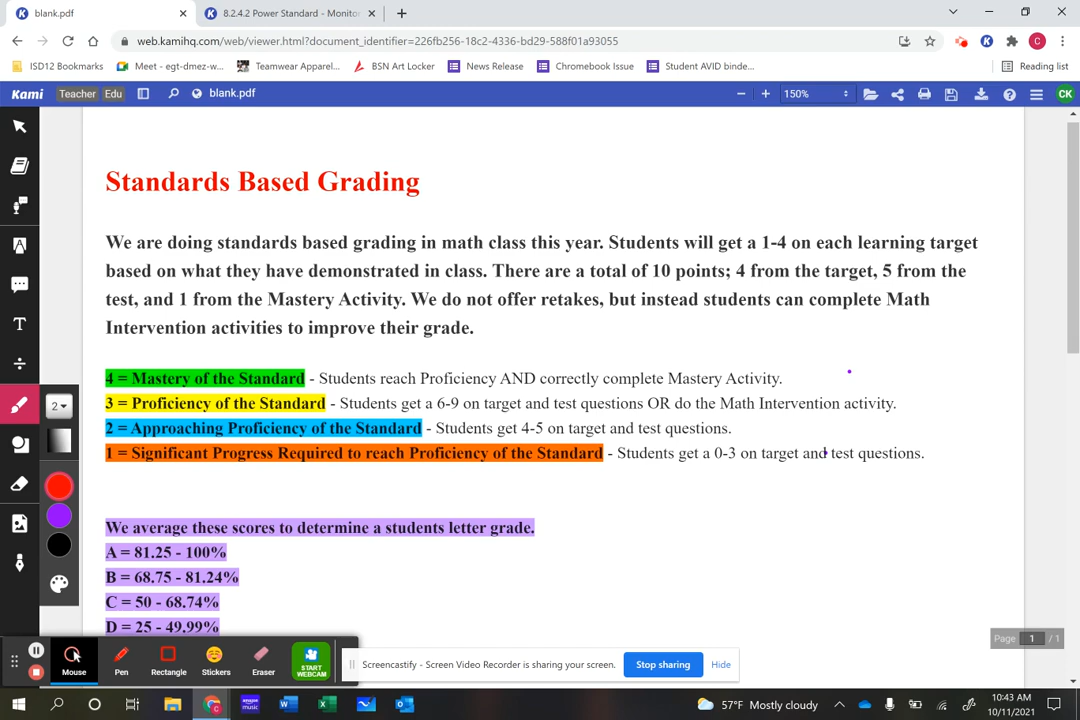 blank.pdf
8.2.4.2 Power Standard - Monitor
web.kamihq.com/web/viewer.html?document_identifier=226fb256-18c2-4336-bd29-588f01a93055
ISD12 Bookmarks
Meet - egt-dmez-w...
Teamwear Apparel...
BSN Art Locker
News Release
Chromebook Issue
Student AVID binde...
Reading list
Kami
Teacher
Edu
blank.pdf
150%
CK
Standards Based Grading
We are doing standards based grading in math class this year. Students will get a 1-4 on each learning target
based on what they have demonstrated in class. There are a total of 10 points; 4 from the target, 5 from the
test, and 1 from the Mastery Activity. We do not offer retakes, but instead students can complete Math
Intervention activities to improve their grade.
4 = Mastery of the Standard - Students reach Proficiency AND correctly complete Mastery Activity.
3 = Proficiency of the Standard - Students get a 6-9 on target and test questions OR do the Math Intervention activity.
2 = Approaching Proficiency of the Standard - Students get 4-5 on target and test questions.
1 = Significant Progress Required to reach Proficiency of the Standard - Students get a 0-3 on target and test questions.
We average these scores to determine a students letter grade.
A = 81.25 - 100%
B = 68.75 - 81.24%
C = 50 - 68.74%
D = 25 - 49.99%
2
Page 1 / 1
Mouse
Pen
Rectangle
Stickers
Eraser
START
WEBCAM
Screencastify - Screen Video Recorder is sharing your screen.
Stop sharing
Hide
57°F Mostly cloudy
10:43 AM
10/11/2021